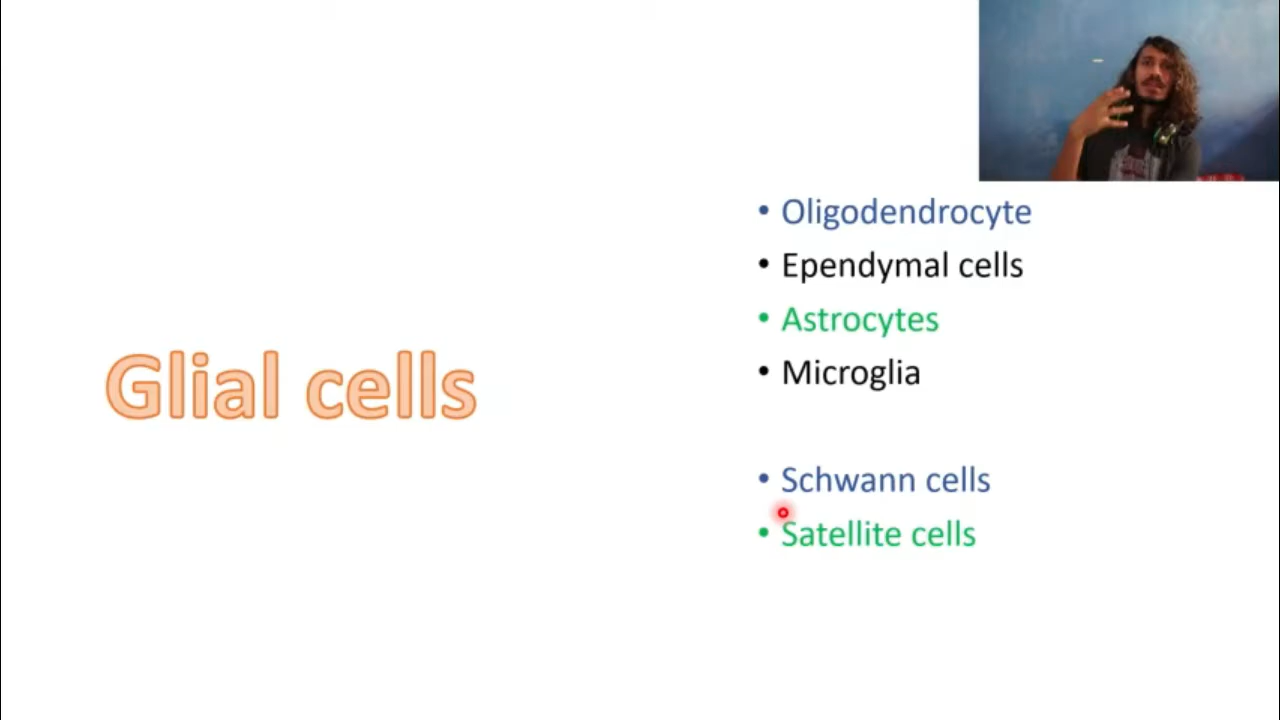 Glial cells
• Oligodendrocyte
• Ependymal cells
• Astrocytes
• Microglia
• Schwann cells
• Satellite cells